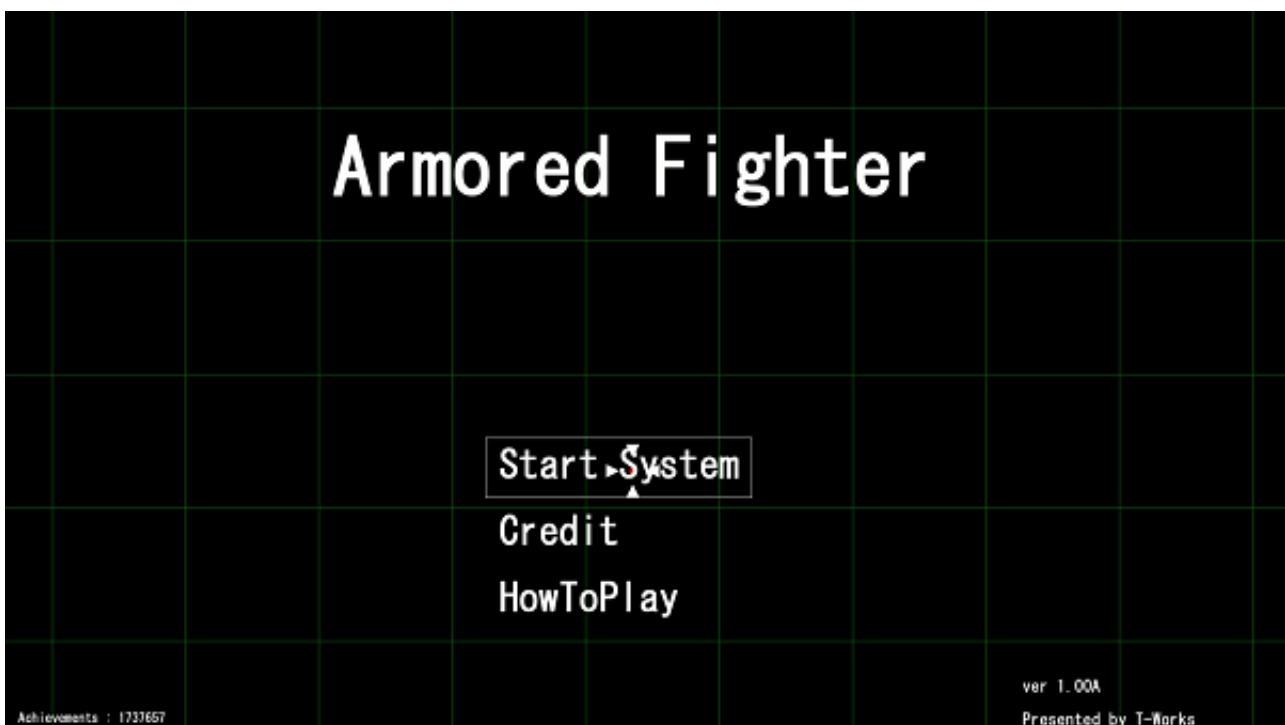 Armored Fighter
Start System
Credit
HowToPlay
ver 1.00A
Achievements : 1737657
Presented by T-Works